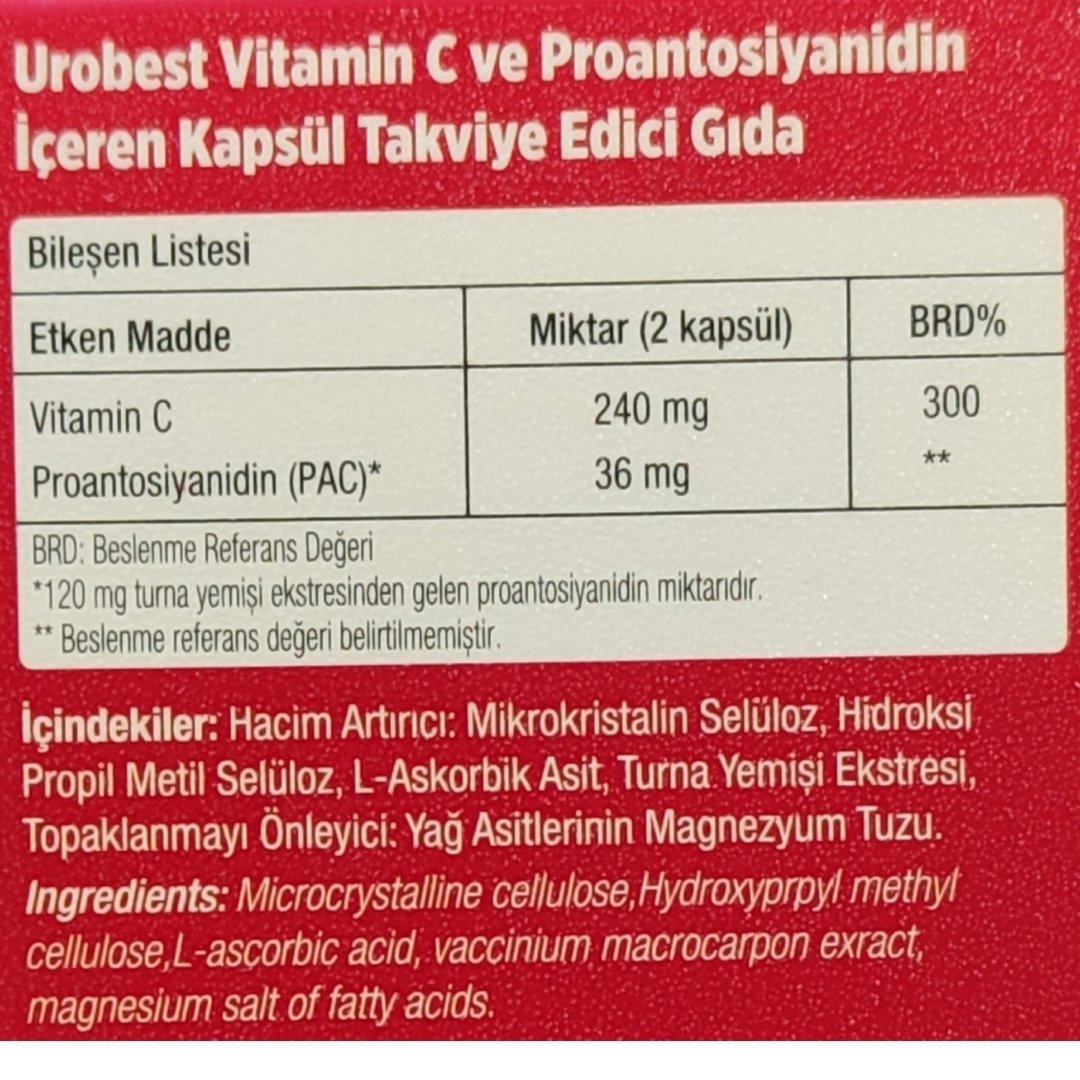 Urobest Vitamin C ve Proantosiyanidin
İçeren Kapsül Takviye Edici Gıda
Bileşen Listesi
Etken Madde Miktar (2 kapsül) BRD%
Vitamin C 240 mg 300
Proantosiyanidin (PAC)* 36 mg **
BRD: Beslenme Referans Değeri
*120 mg turna yemişi ekstresinden gelen proantosiyanidin miktarıdır.
** Beslenme referans değeri belirtilmemiştir.
İçindekiler: Hacim Artırıcı: Mikrokristalin Selüloz, Hidroksi
Propil Metil Selüloz, L-Askorbik Asit, Turna Yemişi Ekstresi,
Topaklanmayı Önleyici: Yağ Asitlerinin Magnezyum Tuzu.
Ingredients: Microcrystalline cellulose,Hydroxyprpyl methyl
cellulose,L-ascorbic acid, vaccinium macrocarpon exract,
magnesium salt of fatty acids.